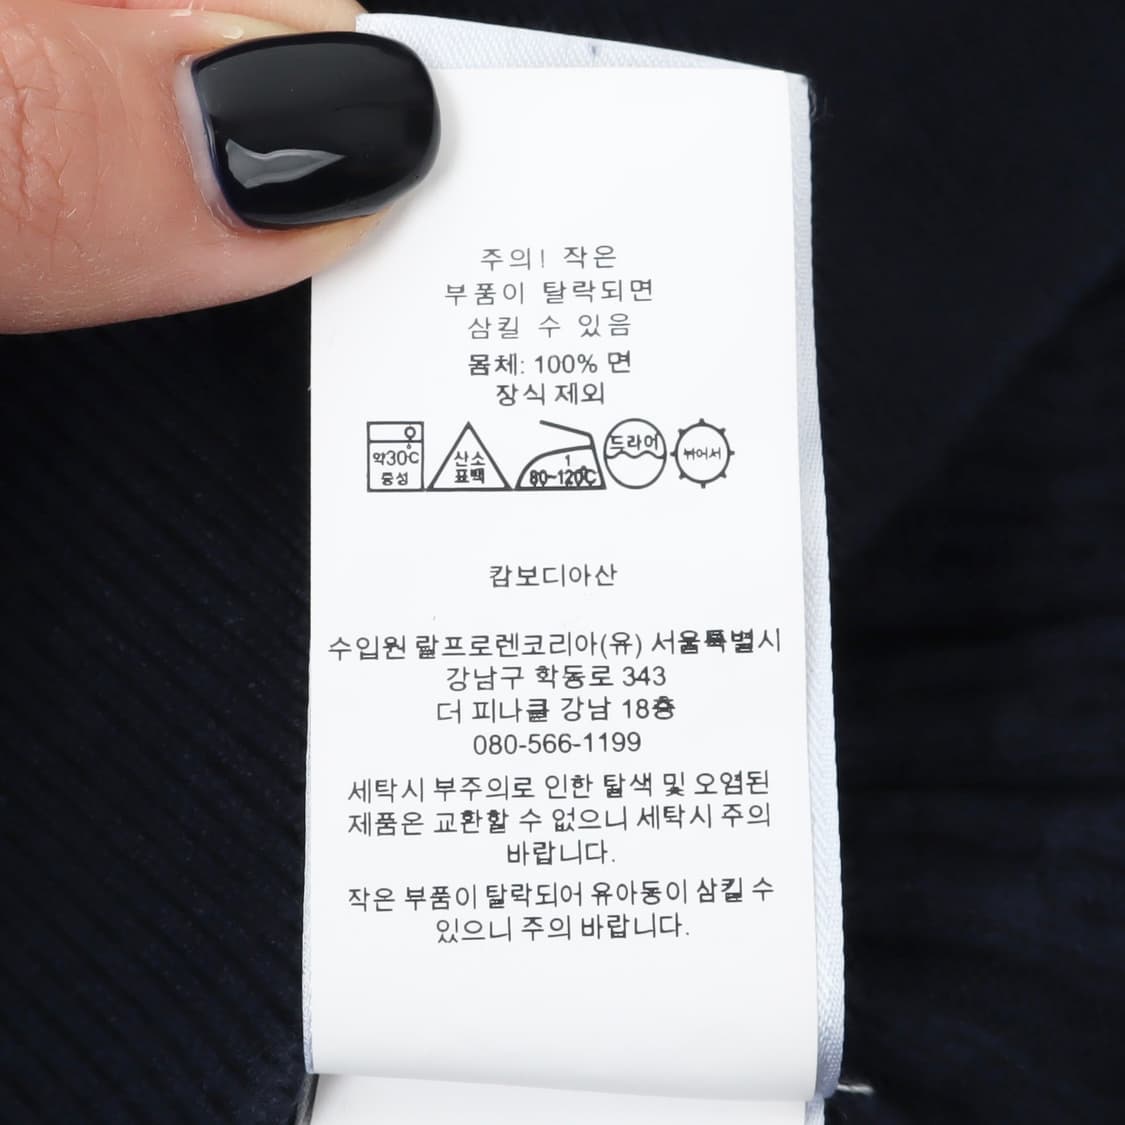 주의! 작은
부품이 탈락되면
삼킬 수 있음
몸체: 100% 면
장식 제외
약30℃
중성
산소
표백
1
80~120℃
드라이
뉘어서
캄보디아산
수입원 랄프로렌코리아(유) 서울특별시
강남구 학동로 343
더 피나클 강남 18층
080-566-1199
세탁시 부주의로 인한 탈색 및 오염된
제품은 교환할 수 없으니 세탁시 주의
바랍니다.
작은 부품이 탈락되어 유아동이 삼킬 수
있으니 주의 바랍니다.